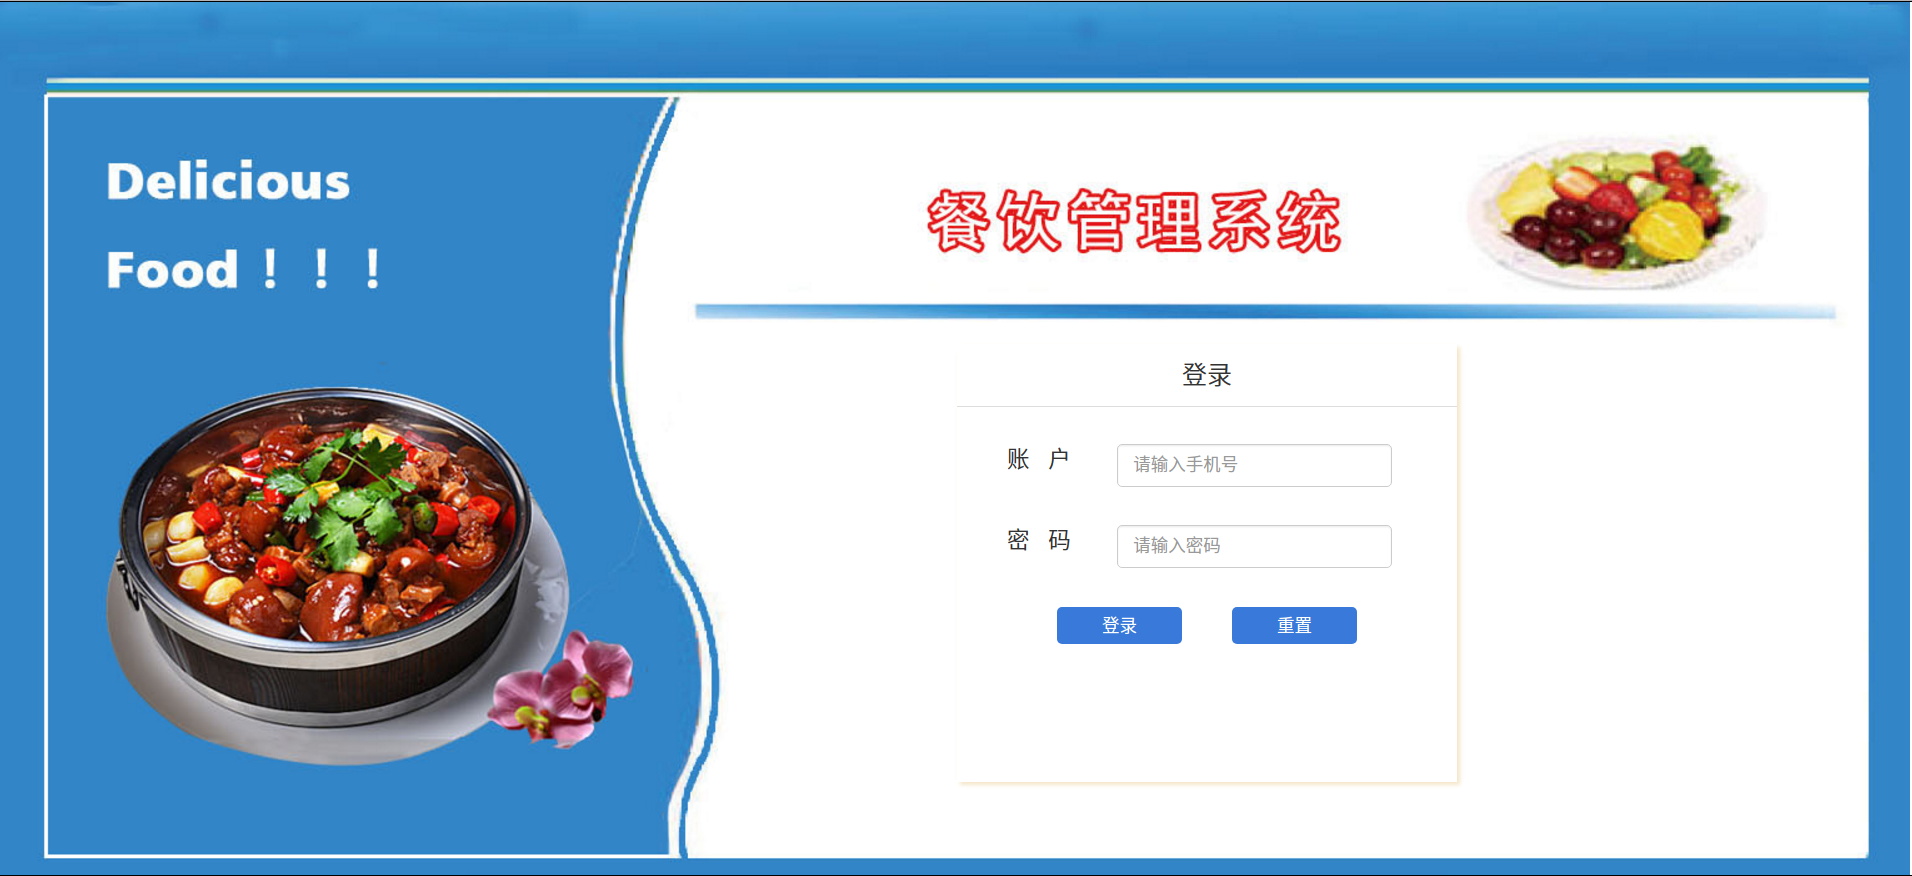 Delicious
Food！！！
餐饮管理系统
登录
账 户
请输入手机号
密 码
请输入密码
登录
重置